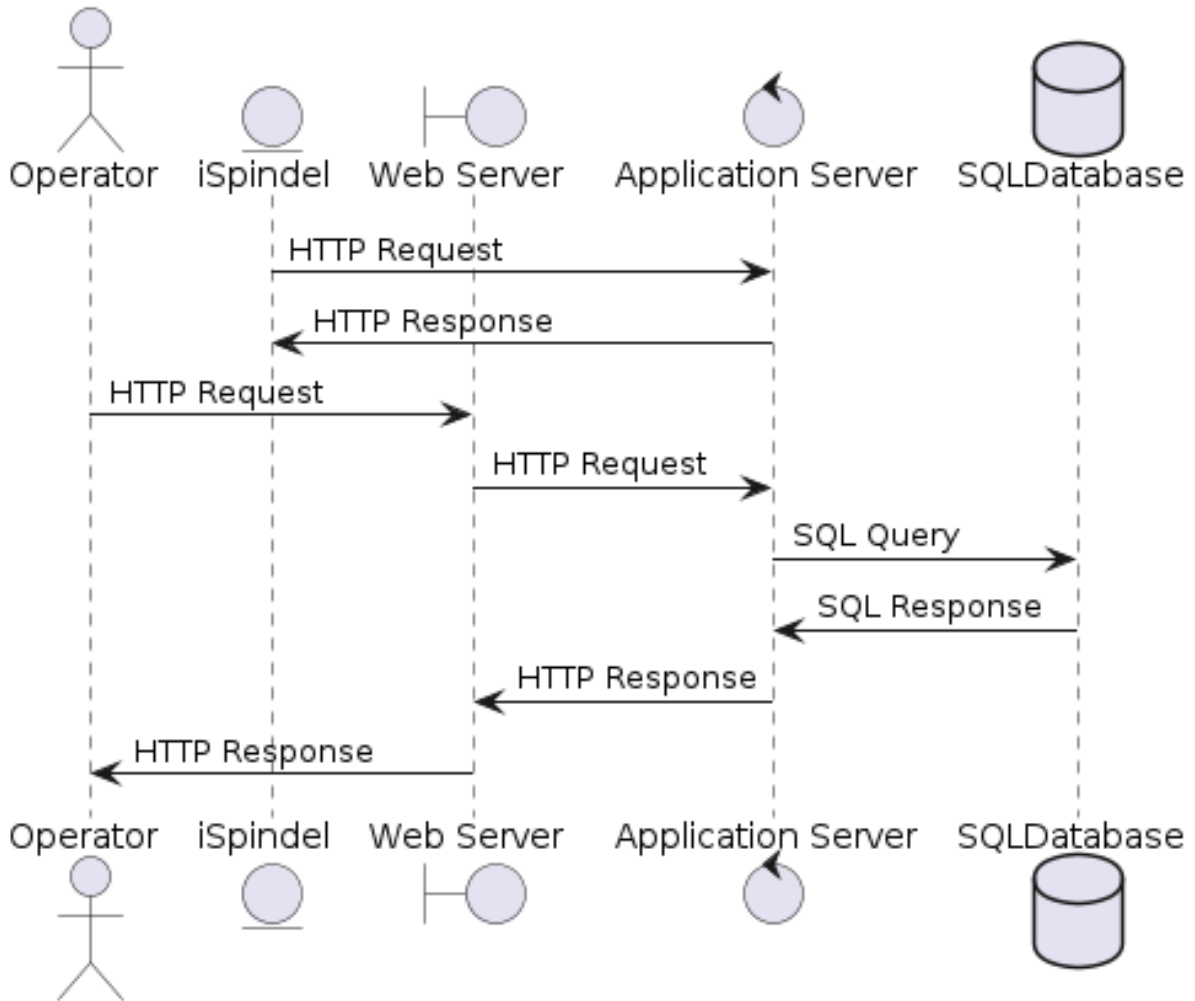 Operator iSpindel Web Server Application Server SQLDatabase
HTTP Request
HTTP Response
HTTP Request
HTTP Request
SQL Query
SQL Response
HTTP Response
HTTP Response
Operator iSpindel Web Server Application Server SQLDatabase